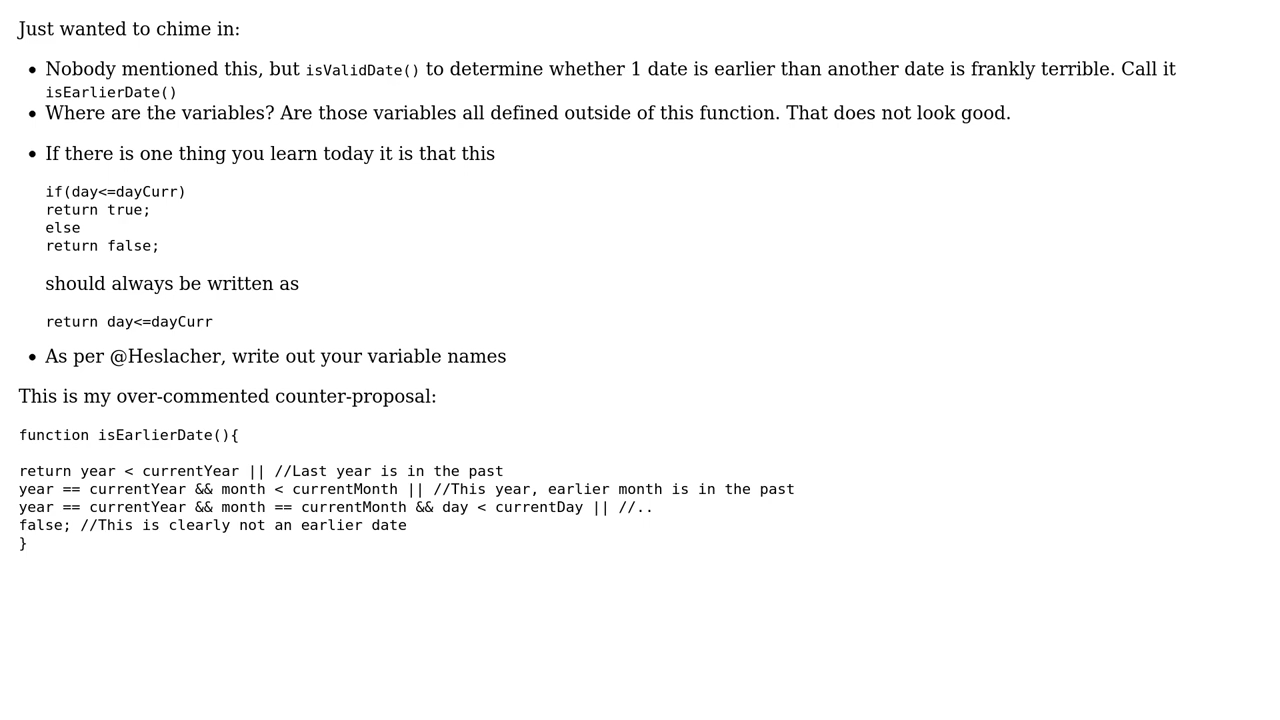 Just wanted to chime in:
• Nobody mentioned this, but isValidDate() to determine whether 1 date is earlier than another date is frankly terrible. Call it
isEarlierDate()
• Where are the variables? Are those variables all defined outside of this function. That does not look good.
• If there is one thing you learn today it is that this
if(day<=dayCurr)
return true;
else
return false;
should always be written as
return day<=dayCurr
• As per @Heslacher, write out your variable names
This is my over-commented counter-proposal:
function isEarlierDate(){
return year < currentYear || //Last year is in the past
year == currentYear && month < currentMonth || //This year, earlier month is in the past
year == currentYear && month == currentMonth && day < currentDay || //..
false; //This is clearly not an earlier date
}